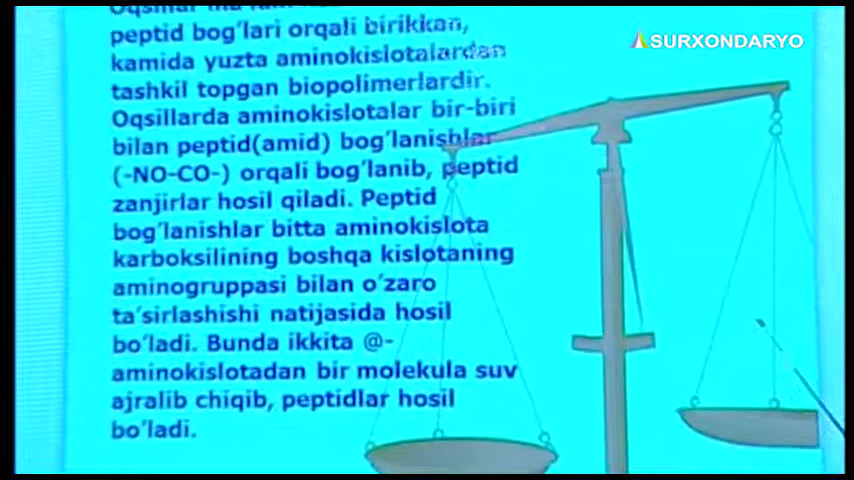 Oqsillar ma'lum
peptid bog'lari orqali birikkan,
kamida yuzta aminokislotalardan
tashkil topgan biopolimerlardir.
Oqsillarda aminokislotalar bir-biri
bilan peptid(amid) bog'lanishlar
(-NO-CO-) orqali bog'lanib, peptid
zanjirlar hosil qiladi. Peptid
bog'lanishlar bitta aminokislota
karboksilining boshqa kislotaning
aminogruppasi bilan o'zaro
ta'sirlashishi natijasida hosil
bo'ladi. Bunda ikkita @-
aminokislotadan bir molekula suv
ajralib chiqib, peptidlar hosil
bo'ladi.
SURXONDARYO